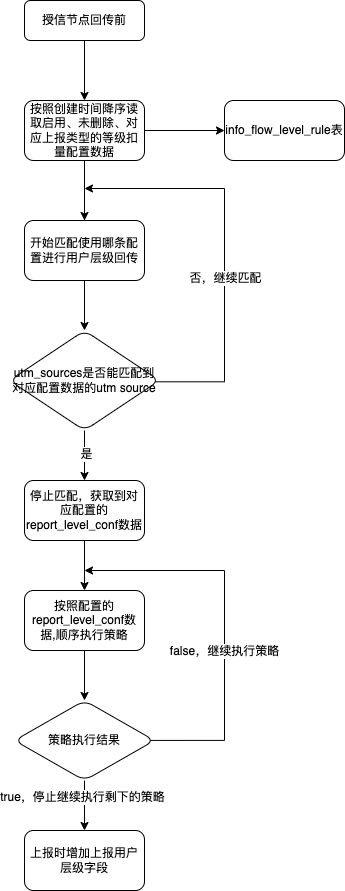 授信节点回传前
按照创建时间降序读
取启用、未删除、对
应上报类型的等级扣
量配置数据
info_flow_level_rule表
开始匹配使用哪条配
置进行用户层级回传
否，继续匹配
utm_sources是否能匹配到
对应配置数据的utm source
是
停止匹配，获取到对
应配置的
report_level_conf数据
按照配置的
report_level_conf数
据,顺序执行策略
false，继续执行策略
策略执行结果
true，停止继续执行剩下的策略
上报时增加上报用户
层级字段